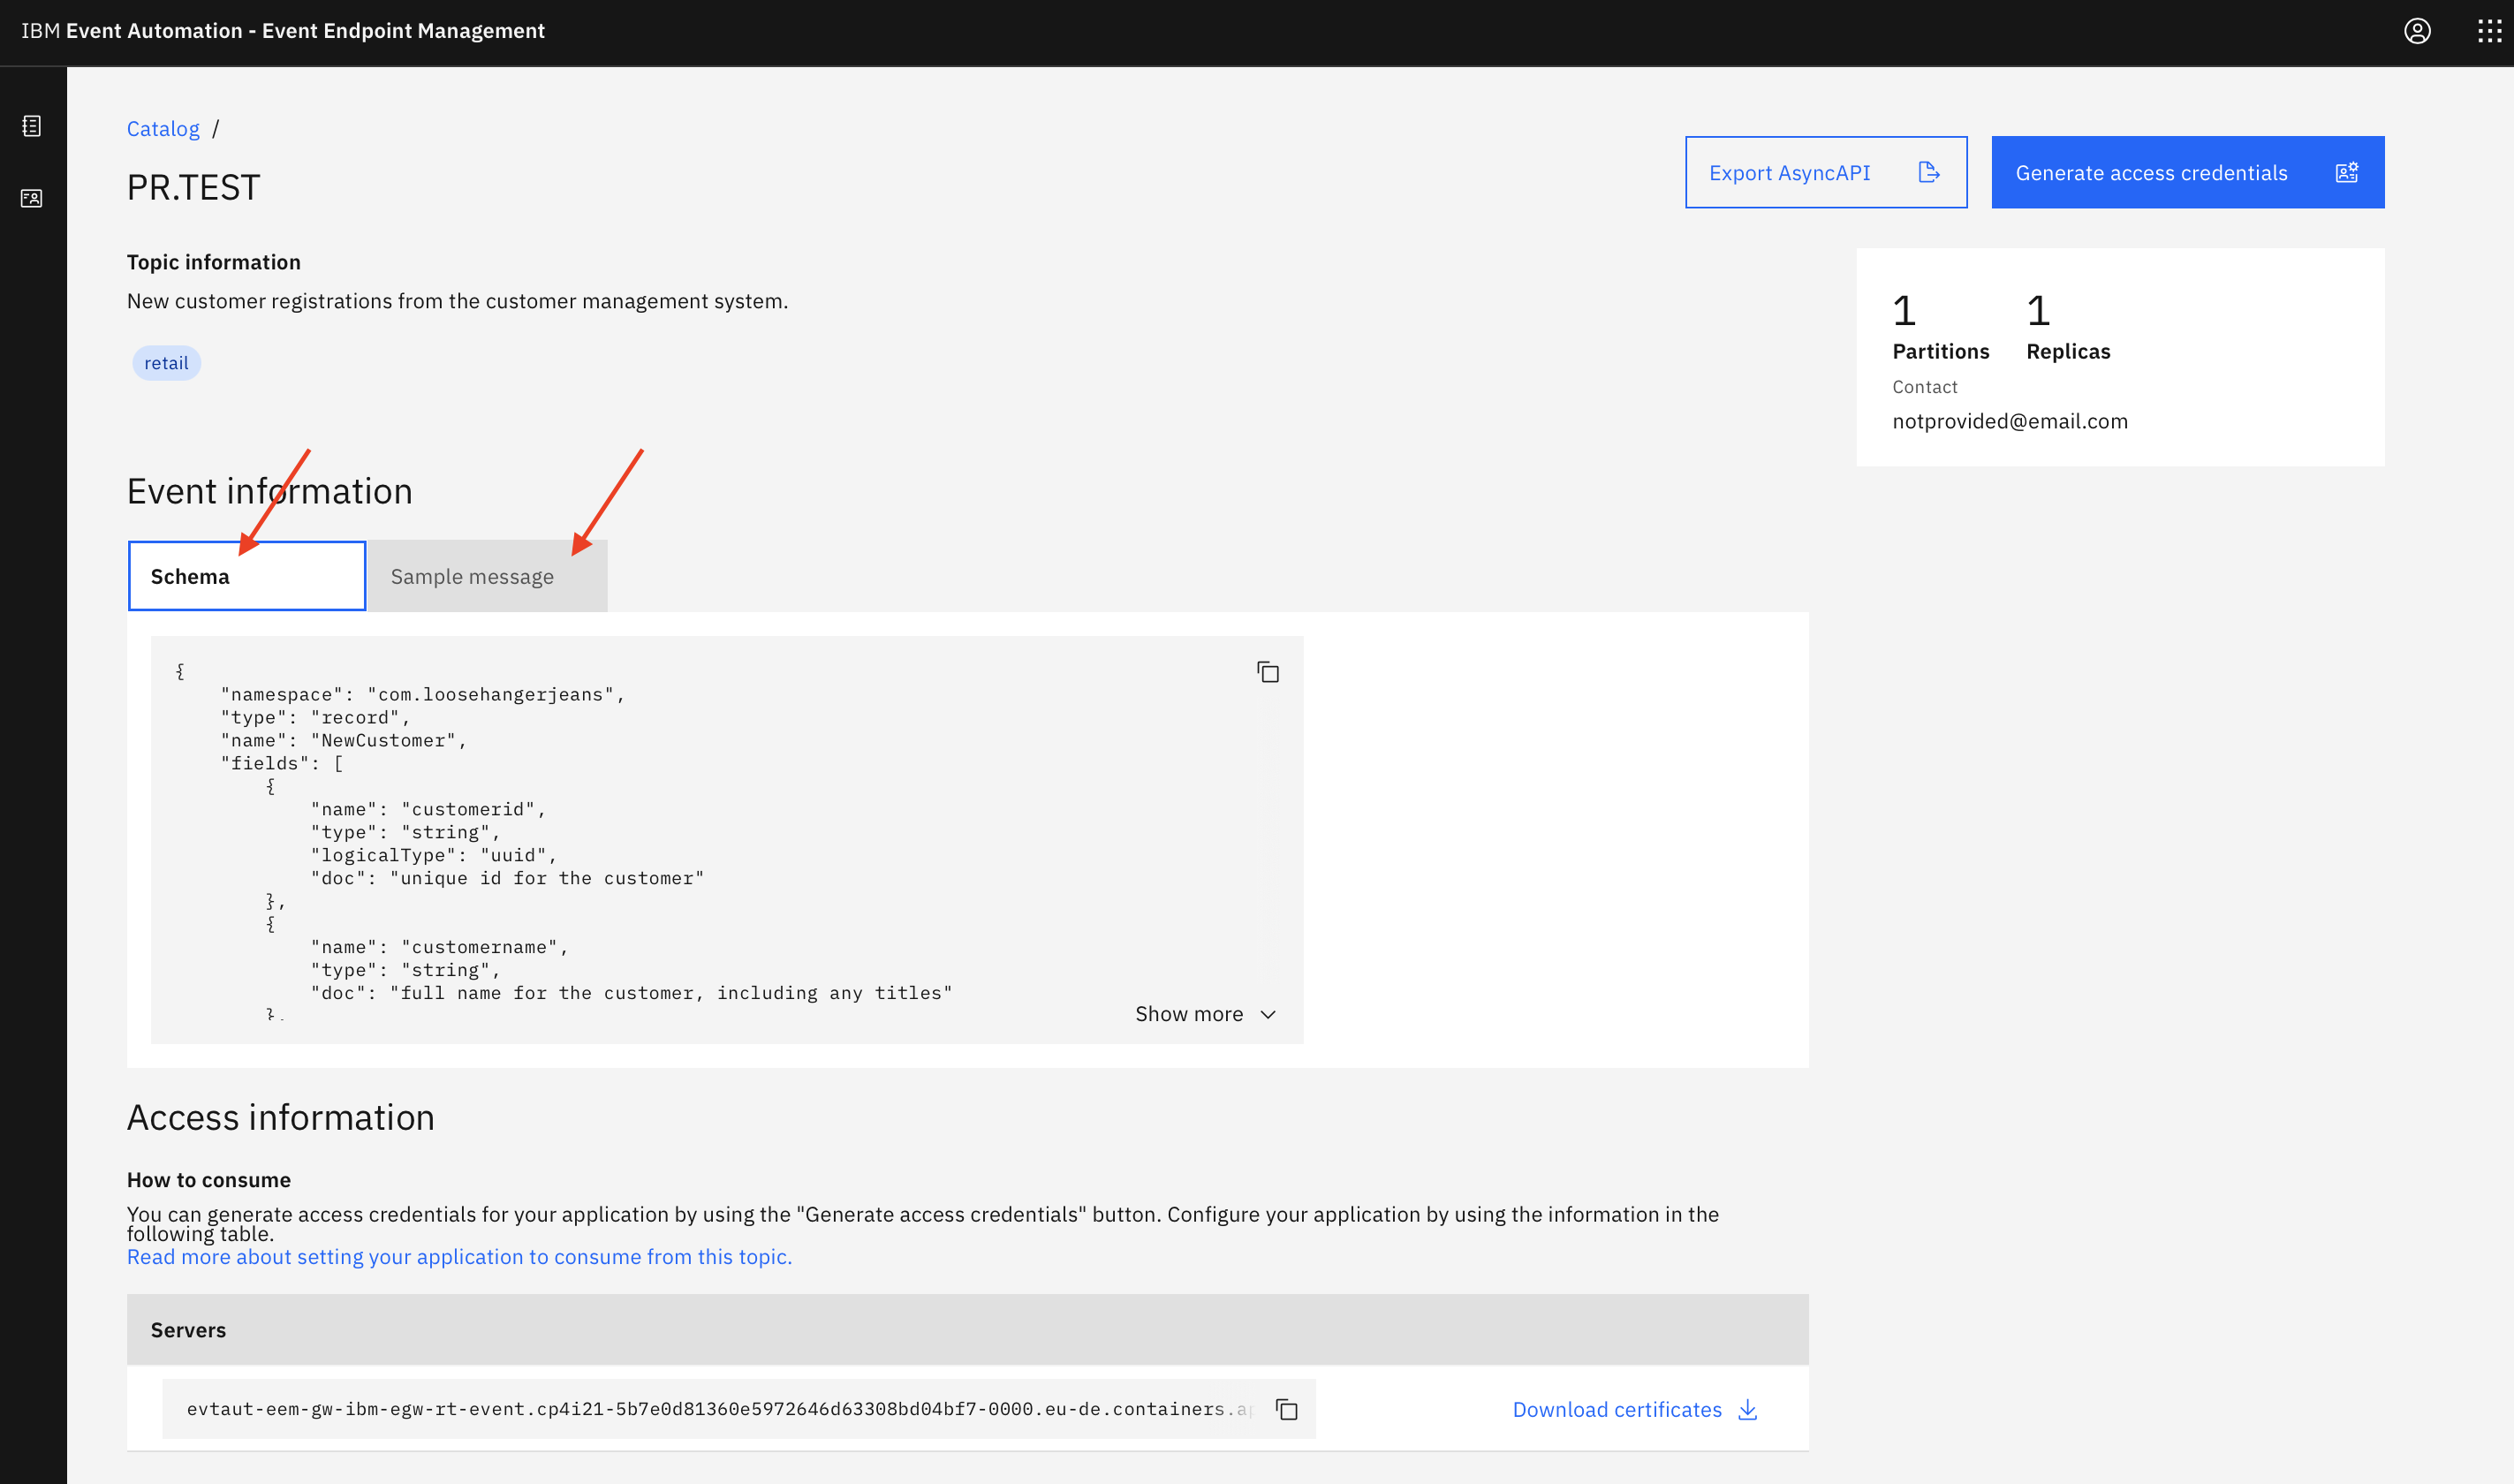 IBM Event Automation - Event Endpoint Management
Catalog /
PR.TEST
Export AsyncAPI
Generate access credentials
Topic information
New customer registrations from the customer management system.
retail
1 1
Partitions Replicas
Contact
notprovided@email.com
Event information
Schema
Sample message
{
    "namespace": "com.loosehangerjeans",
    "type": "record",
    "name": "NewCustomer",
    "fields": [
        {
            "name": "customerid",
            "type": "string",
            "logicalType": "uuid",
            "doc": "unique id for the customer"
        },
        {
            "name": "customername",
            "type": "string",
            "doc": "full name for the customer, including any titles"
        },
Show more
Access information
How to consume
You can generate access credentials for your application by using the "Generate access credentials" button. Configure your application by using the information in the
following table.
Read more about setting your application to consume from this topic.
Servers
evtaut-eem-gw-ibm-egw-rt-event.cp4i21-5b7e0d81360e5972646d63308bd04bf7-0000.eu-de.containers.ap
Download certificates